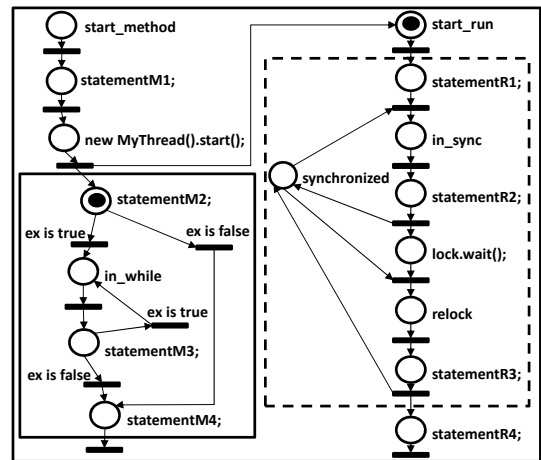 start_method
statementM1;
new MyThread().start();
statementM2;
ex is true
ex is false
in_while
ex is true
statementM3;
ex is false
statementM4;
start_run
statementR1;
in_sync
synchronized
statementR2;
lock.wait();
relock
statementR3;
statementR4;